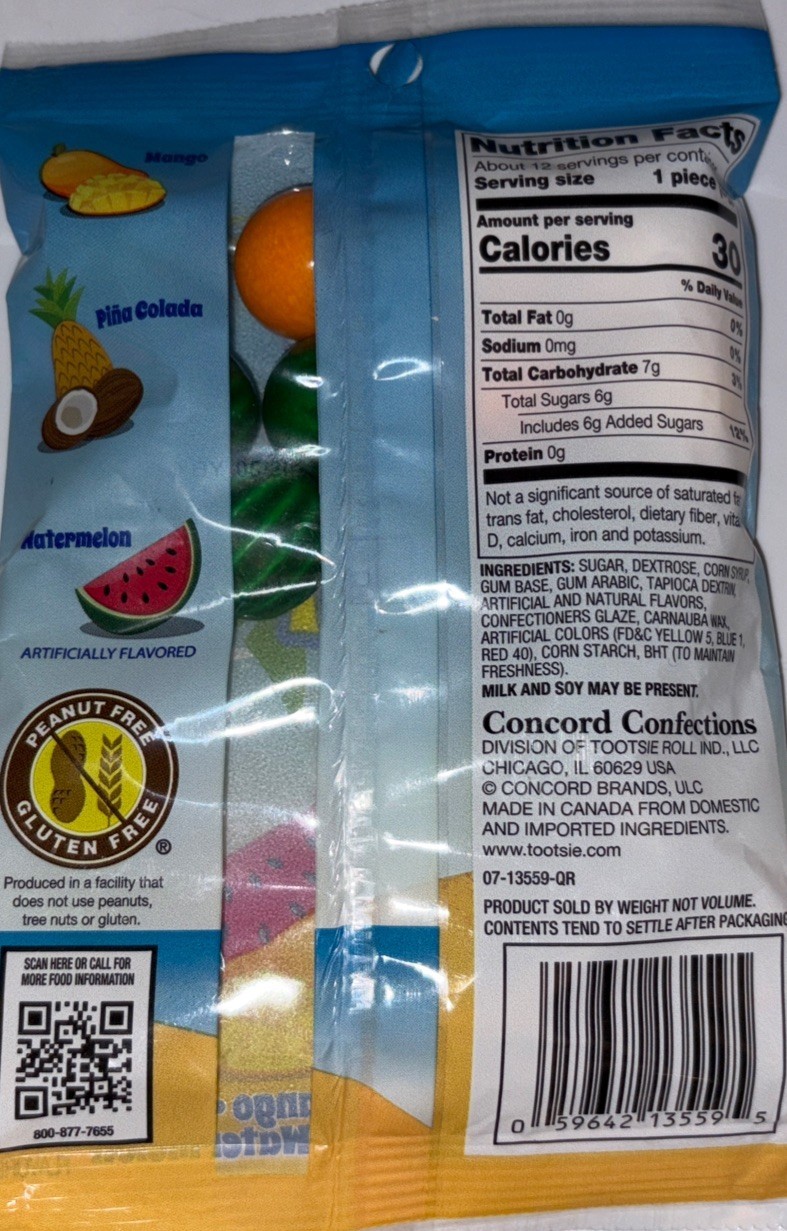 Mango
Piña Colada
Watermelon
ARTIFICIALLY FLAVORED
PEANUT FREE
GLUTEN FREE
®
Produced in a facility that
does not use peanuts,
tree nuts or gluten.
SCAN HERE OR CALL FOR
MORE FOOD INFORMATION
800-877-7655
Nutrition Facts
About 12 servings per
Serving size 1 piece
Amount per serving
Calories 30
% Daily Value
Total Fat 0g 0%
Sodium 0mg 0%
Total Carbohydrate 7g 3%
Total Sugars 6g
Includes 6g Added Sugars 12%
Protein 0g
Not a significant source of saturated
trans fat, cholesterol, dietary fiber,
D, calcium, iron and potassium.
INGREDIENTS: SUGAR, DEXTROSE, CORN SYRUP,
GUM BASE, GUM ARABIC, TAPIOCA DEXTRIN,
ARTIFICIAL AND NATURAL FLAVORS,
CONFECTIONERS GLAZE, CARNAUBA WAX,
ARTIFICIAL COLORS (FD&C YELLOW 5, BLUE 1,
RED 40), CORN STARCH, BHT (TO MAINTAIN
FRESHNESS).
MILK AND SOY MAY BE PRESENT.
Concord Confections
DIVISION OF TOOTSIE ROLL IND., LLC
CHICAGO, IL 60629 USA
© CONCORD BRANDS, ULC
MADE IN CANADA FROM DOMESTIC
AND IMPORTED INGREDIENTS.
www.tootsie.com
07-13559-QR
PRODUCT SOLD BY WEIGHT NOT VOLUME.
CONTENTS TEND TO SETTLE AFTER PACKAGING
0 59642 13559 5